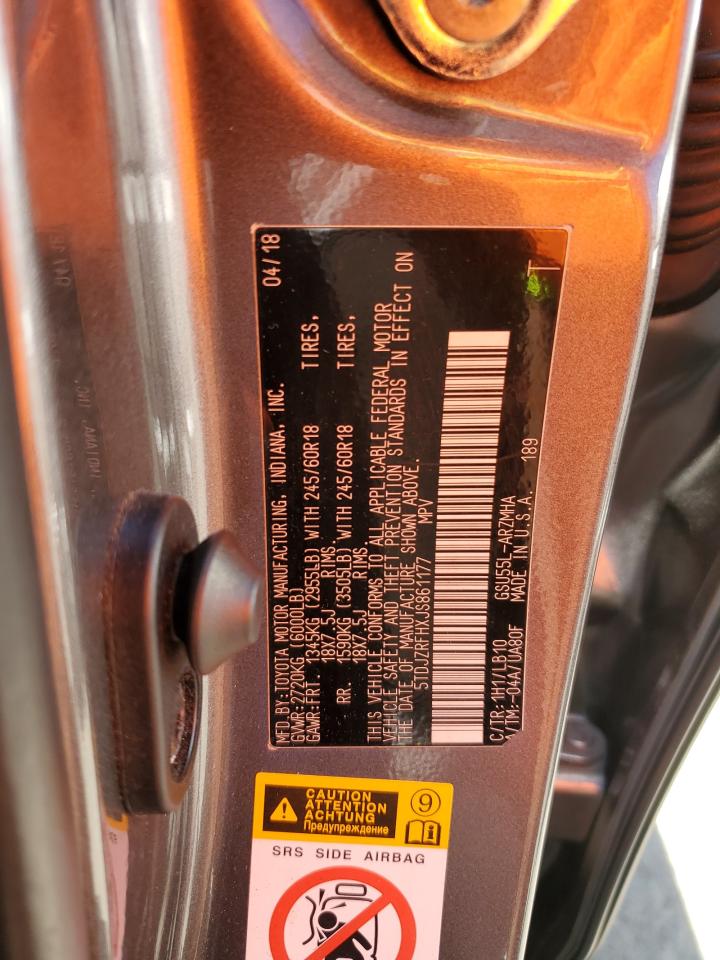 MFD.BY:TOYOTA MOTOR MANUFACTURING, INDIANA, INC. 04/18
GVWR:2720KG (6000LB)
GAWR:FRT. 1345KG (2955LB) WITH 245/60R18 TIRES,
18X7.5J RIMS,
RR. 1590KG (3505LB) WITH 245/60R18 TIRES,
18X7.5J RIMS.
THIS VEHICLE CONFORMS TO ALL APPLICABLE FEDERAL MOTOR
VEHICLE SAFETY AND THEFT PREVENTION STANDARDS IN EFFECT ON
THE DATE OF MANUFACTURE SHOWN ABOVE.
5TDJZRFHXJS861177 MPV
C/TR:1H1/LB10 GSU55L-ARZMHA
/TM:-04A/UA80F MADE IN U.S.A. 189
T
CAUTION
ATTENTION
ACHTUNG
Предупреждение
9
SRS SIDE AIRBAG